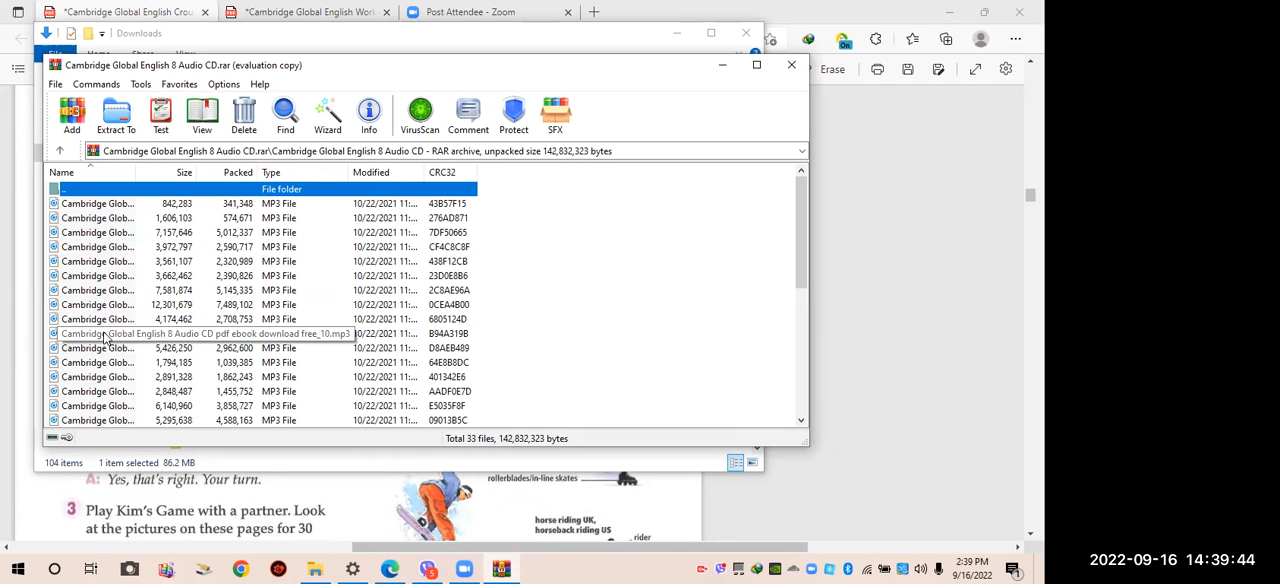 *Cambridge Global English Crou ×
*Cambridge Global English Work ×
Post Attendee - Zoom ×
Downloads
File Home Share View
Erase
Cambridge Global English 8 Audio CD.rar (evaluation copy)
File Commands Tools Favorites Options Help
Add Extract To Test View Delete Find Wizard Info VirusScan Comment Protect SFX
Cambridge Global English 8 Audio CD.rar\Cambridge Global English 8 Audio CD - RAR archive, unpacked size 142,832,323 bytes
Name Size Packed Type Modified CRC32
.. File folder
Cambridge Glob... 842,283 341,348 MP3 File 10/22/2021 11:... 43B57F15
Cambridge Glob... 1,606,103 574,671 MP3 File 10/22/2021 11:... 276AD871
Cambridge Glob... 7,157,646 5,012,337 MP3 File 10/22/2021 11:... 7DF50665
Cambridge Glob... 3,972,797 2,590,717 MP3 File 10/22/2021 11:... CF4C8C8F
Cambridge Glob... 3,561,107 2,320,989 MP3 File 10/22/2021 11:... 438F12CB
Cambridge Glob... 3,662,462 2,390,826 MP3 File 10/22/2021 11:... 23D0E8B6
Cambridge Glob... 7,581,874 5,145,335 MP3 File 10/22/2021 11:... 2C8AE96A
Cambridge Glob... 12,301,679 7,489,102 MP3 File 10/22/2021 11:... 0CEA4B00
Cambridge Glob... 4,174,462 2,708,753 MP3 File 10/22/2021 11:... 6805124D
Cambridge Global English 8 Audio CD pdf ebook download free_10.mp3 10/22/2021 11:... B94A319B
Cambridge Glob... 5,426,250 2,962,600 MP3 File 10/22/2021 11:... D8AEB489
Cambridge Glob... 1,794,185 1,039,385 MP3 File 10/22/2021 11:... 64E8B8DC
Cambridge Glob... 2,891,328 1,862,243 MP3 File 10/22/2021 11:... 401342E6
Cambridge Glob... 2,848,487 1,455,752 MP3 File 10/22/2021 11:... AADF0E7D
Cambridge Glob... 6,140,960 3,858,727 MP3 File 10/22/2021 11:... E5035F8F
Cambridge Glob... 5,295,638 4,588,163 MP3 File 10/22/2021 11:... 09013B5C
Total 33 files, 142,832,323 bytes
104 items 1 item selected 86.2 MB
A: Yes, that's right. Your turn.
rollerblades/in-line skates
3 Play Kim's Game with a partner. Look
at the pictures on these pages for 30
horse riding UK,
horseback riding US
rider
2:39 PM
9/16/2022
2022-09-16 14:39:44